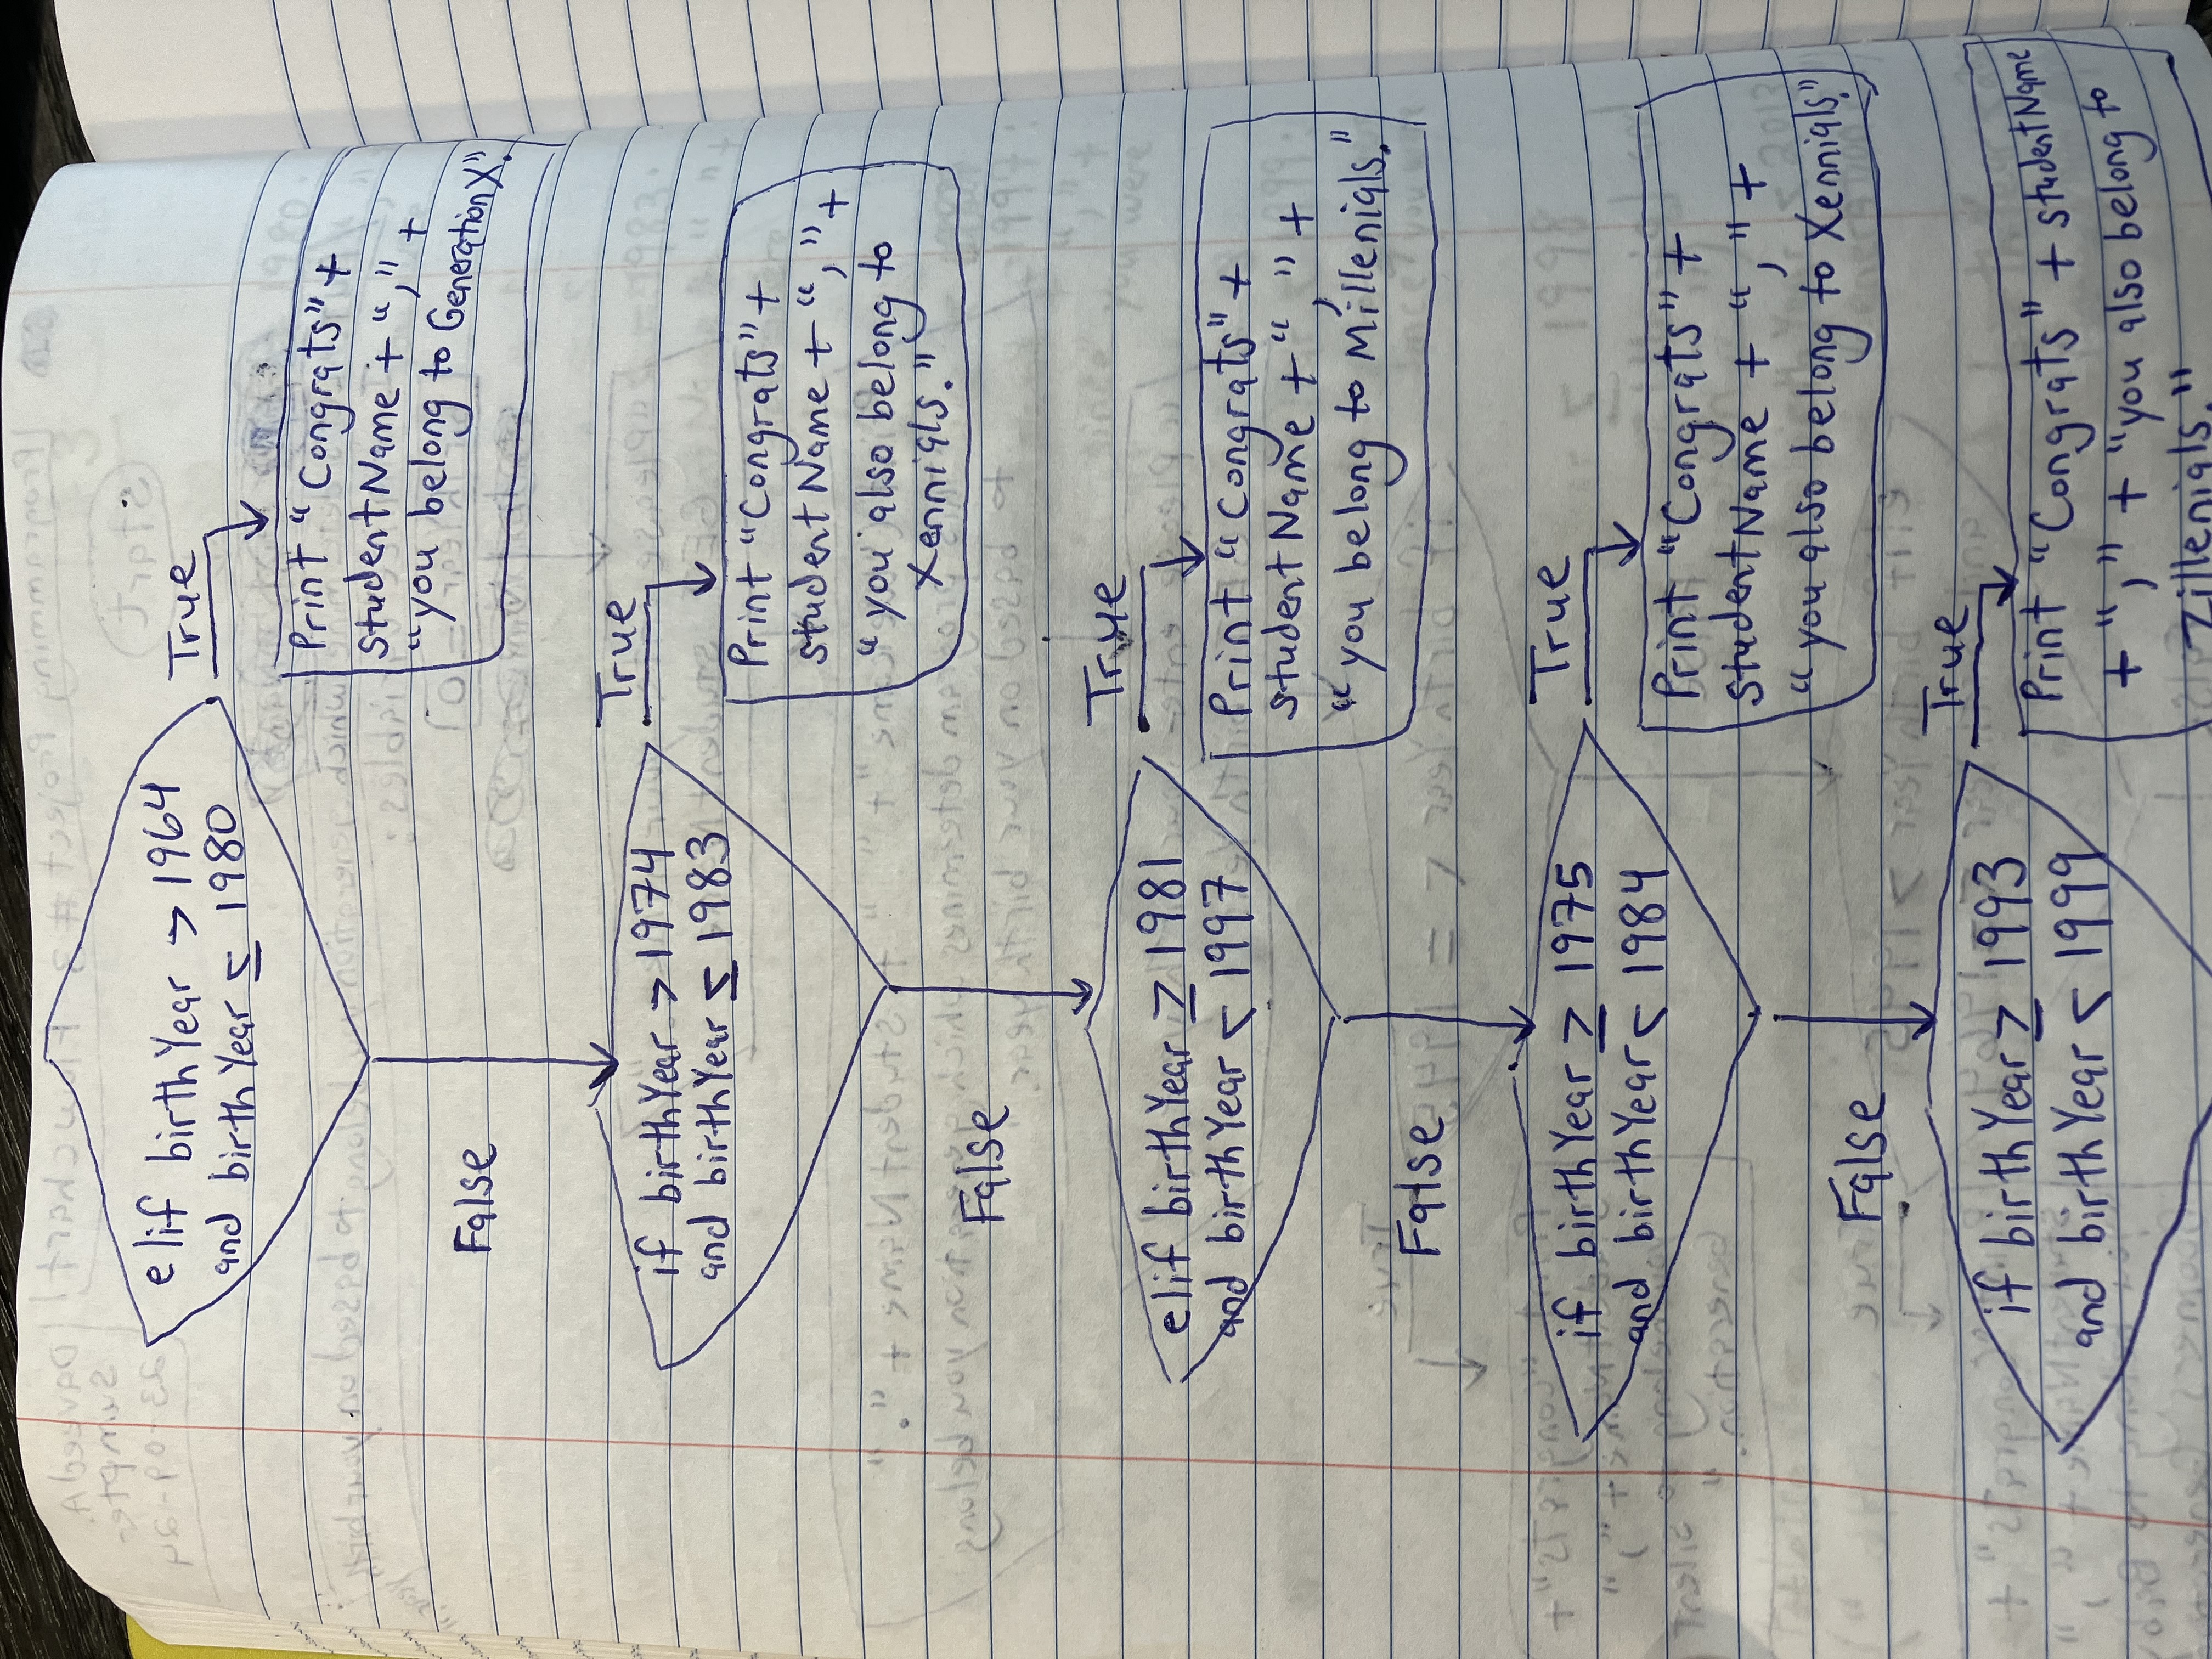 elif birthYear > 1964
and birthYear ≤ 1980
True
Print "Congrats" +
studentName + "," +
"you belong to Generation X".
False
if birthYear > 1974
and birthYear ≤ 1983
True
Print "Congrats" +
studentName + "," +
"you also belong to
Xennials."
False
elif birthYear ≥ 1981
and birthYear < 1997
True
Print "Congrats" +
studentName + "," +
"you belong to Millenials."
False
if birthYear ≥ 1975
and birthYear < 1984
True
Print "Congrats" +
studentName + "," +
"you also belong to Xennials."
False
if birthYear ≥ 1993
and birthYear < 1999
True
Print "Congrats" + studentName
+ "," + "you also belong to
Zillenials."